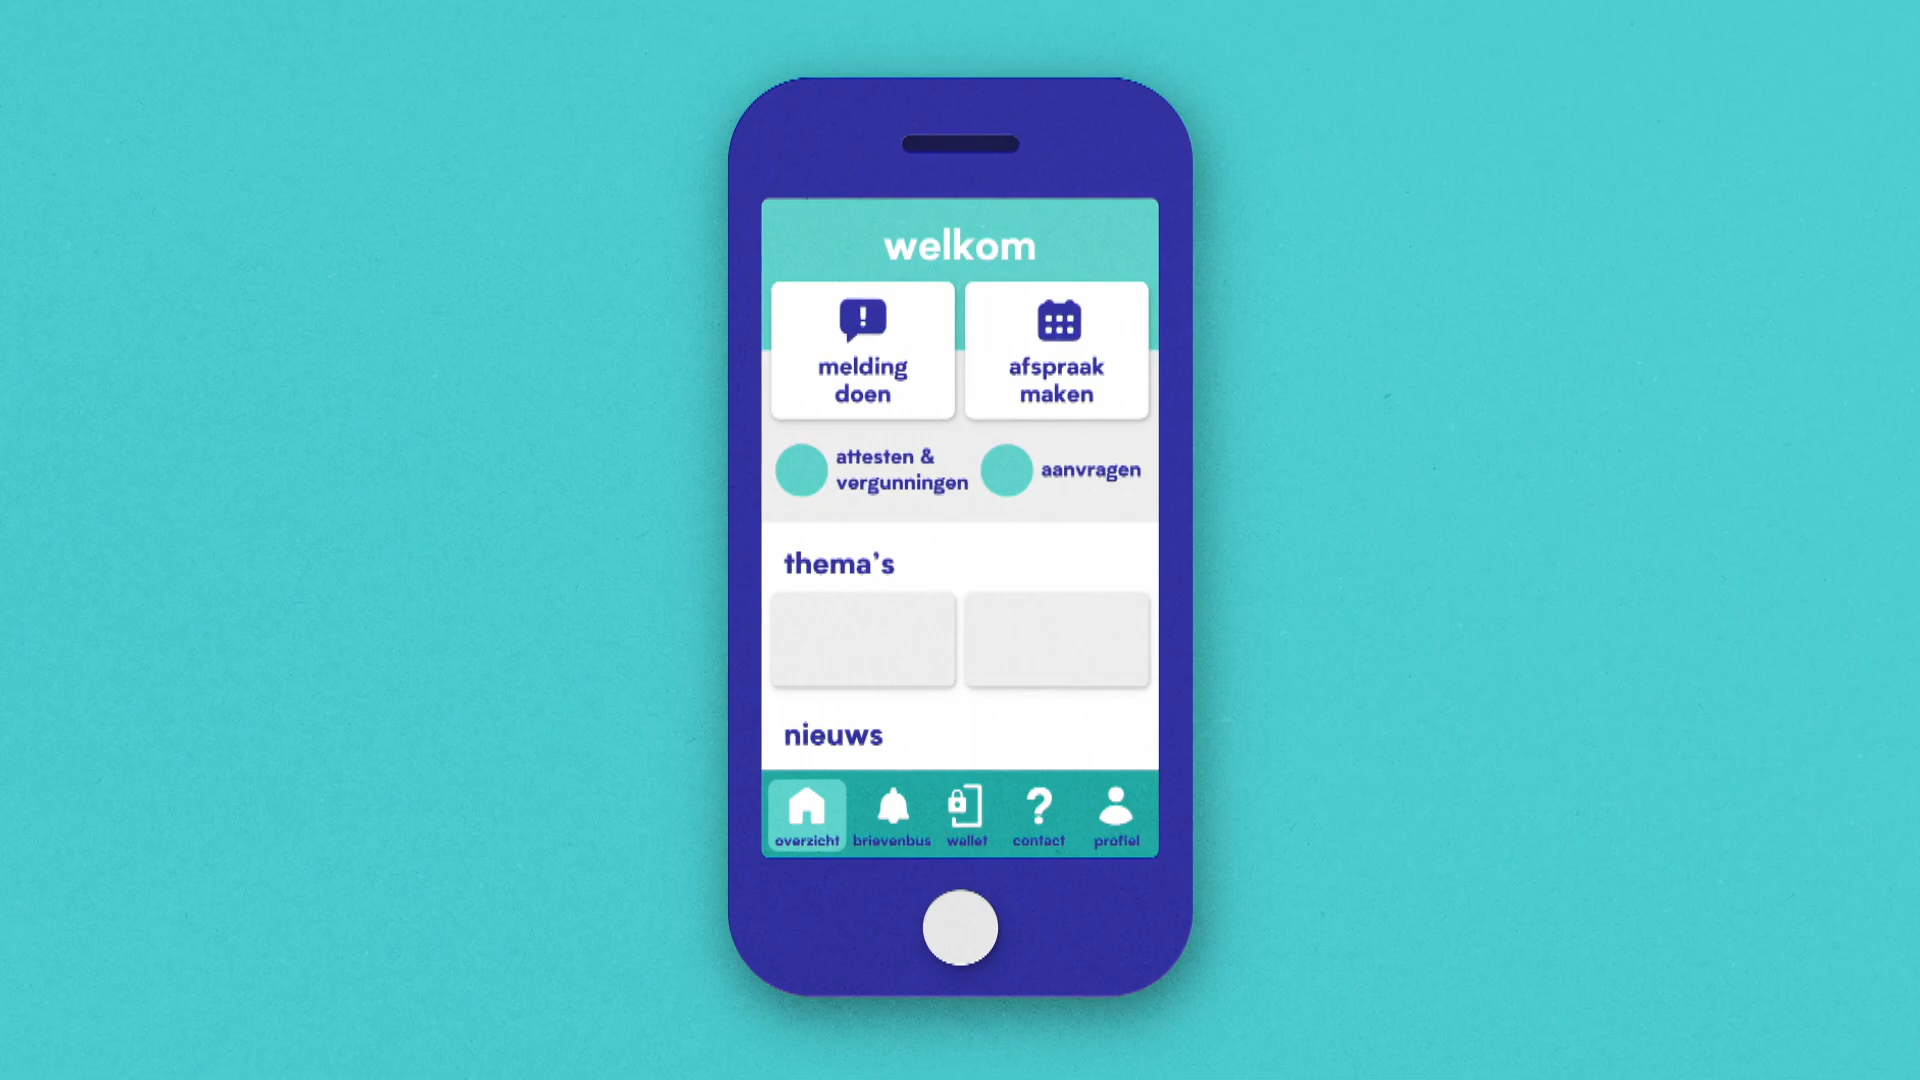 welkom
melding
doen
afspraak
maken
attesten &
vergunningen
aanvragen
thema's
nieuws
overzicht
brievenbus
wallet
contact
profiel